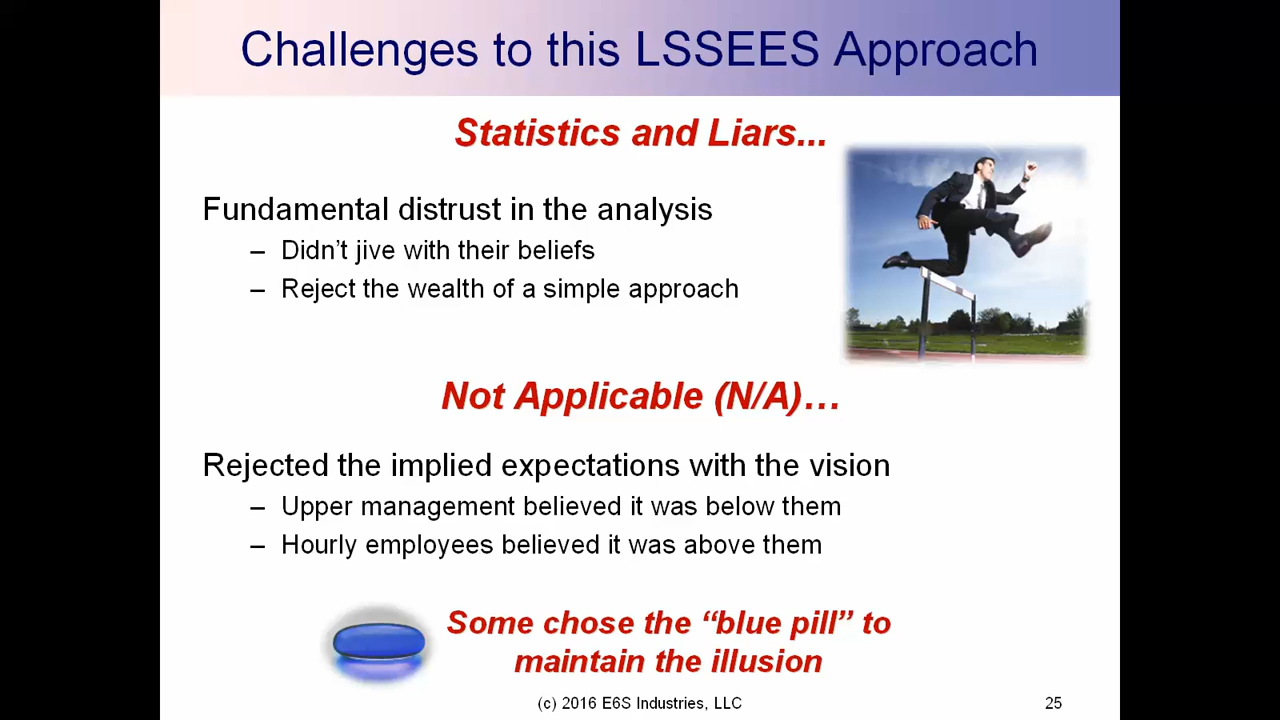 Challenges to this LSSEES Approach
Statistics and Liars...
Fundamental distrust in the analysis
– Didn't jive with their beliefs
– Reject the wealth of a simple approach
Not Applicable (N/A)…
Rejected the implied expectations with the vision
– Upper management believed it was below them
– Hourly employees believed it was above them
Some chose the “blue pill” to
maintain the illusion
(c) 2016 E6S Industries, LLC
25